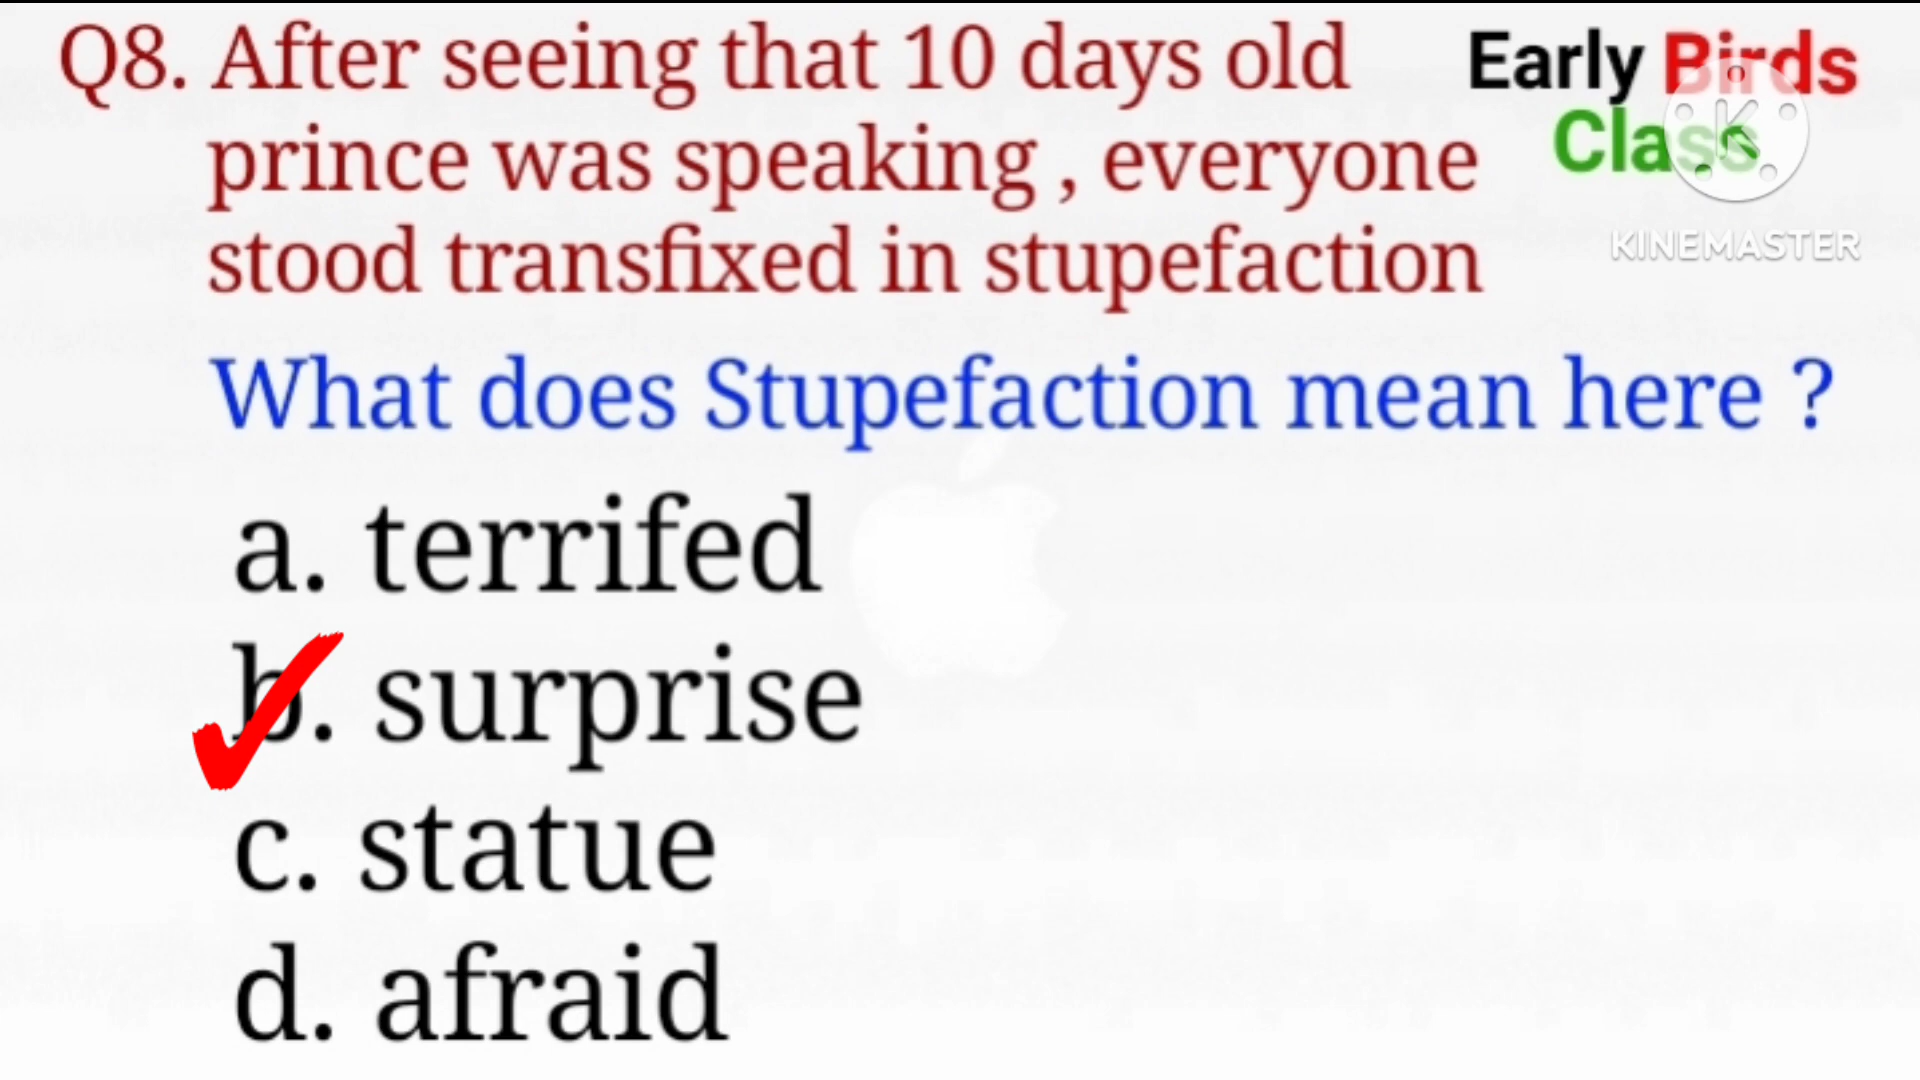 Q8. After seeing that 10 days old
prince was speaking , everyone
stood transfixed in stupefaction
Early Birds
Class
K
KINEMASTER
What does Stupefaction mean here ?
a. terrifed
b. surprise
c. statue
d. afraid